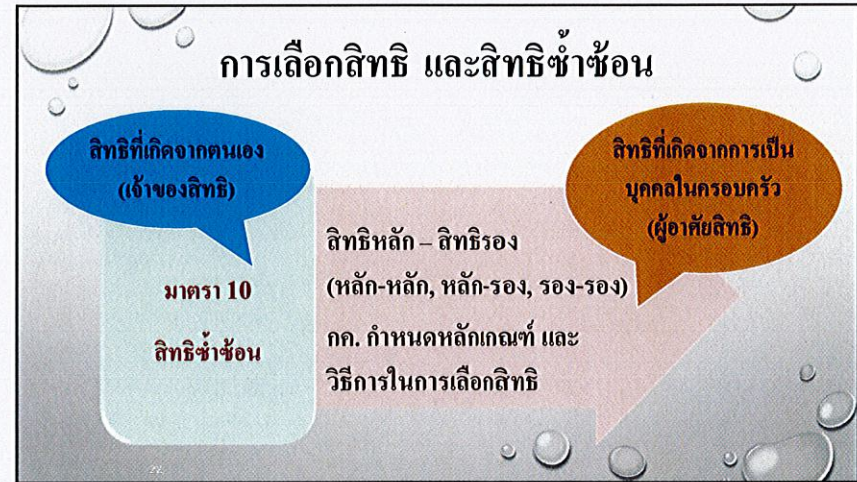 การเลือกสิทธิ และสิทธิซ้ำซ้อน
สิทธิที่เกิดจากตนเอง
(เจ้าของสิทธิ)
สิทธิที่เกิดจากการเป็น
บุคคลในครอบครัว
(ผู้อาศัยสิทธิ)
มาตรา 10
สิทธิซ้ำซ้อน
สิทธิหลัก – สิทธิรอง
(หลัก-หลัก, หลัก-รอง, รอง-รอง)
กค. กำหนดหลักเกณฑ์ และ
วิธีการในการเลือกสิทธิ